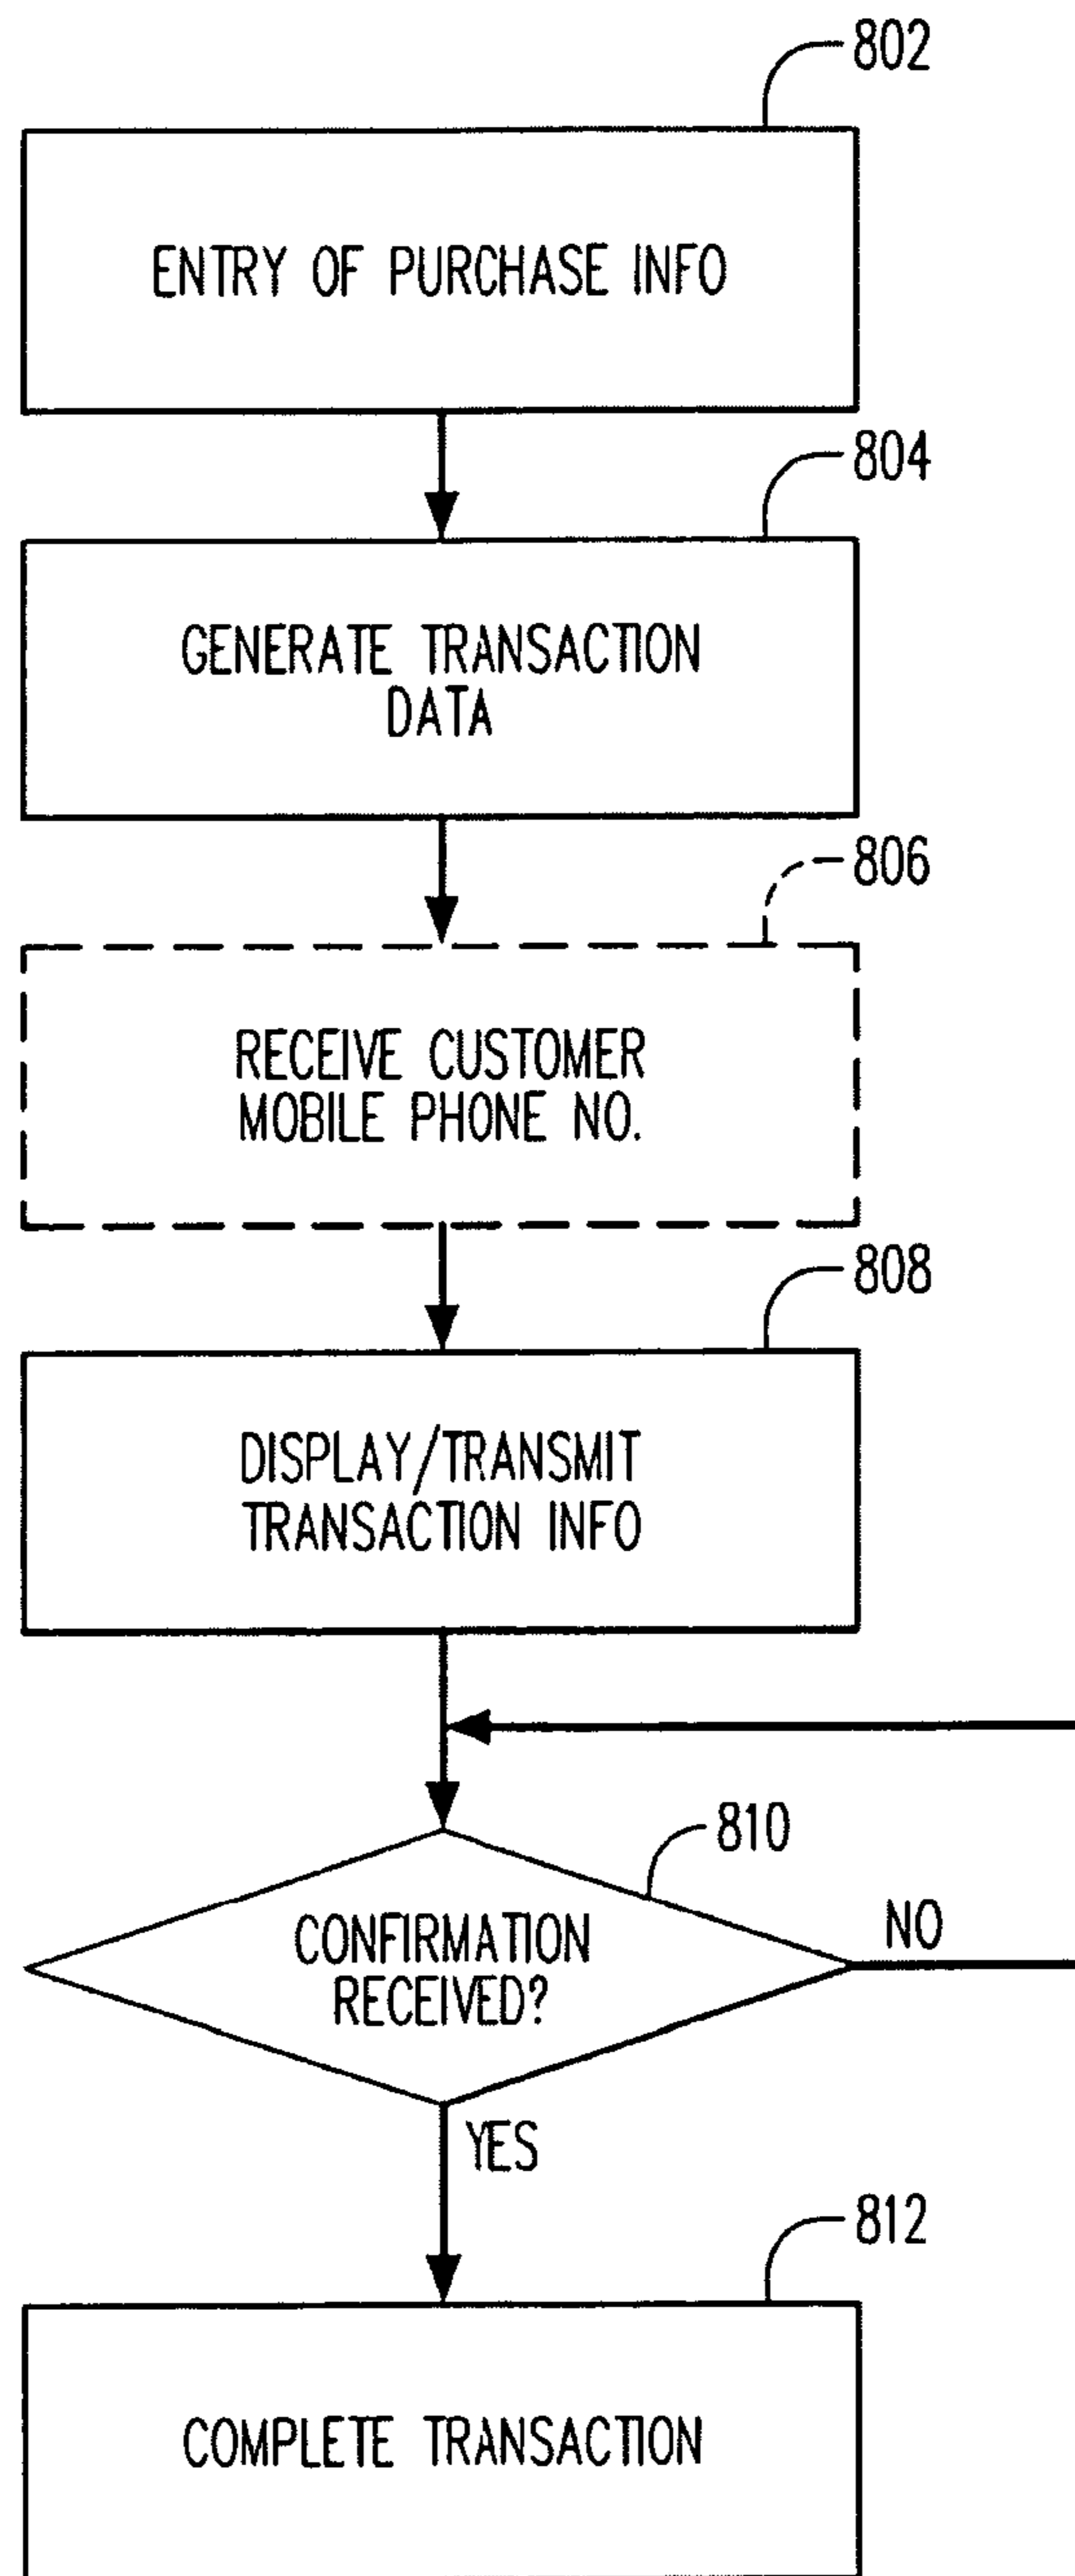 802
ENTRY OF PURCHASE INFO
804
GENERATE TRANSACTION
DATA
806
RECEIVE CUSTOMER
MOBILE PHONE NO.
808
DISPLAY/TRANSMIT
TRANSACTION INFO
810
CONFIRMATION
RECEIVED?
NO
YES
812
COMPLETE TRANSACTION